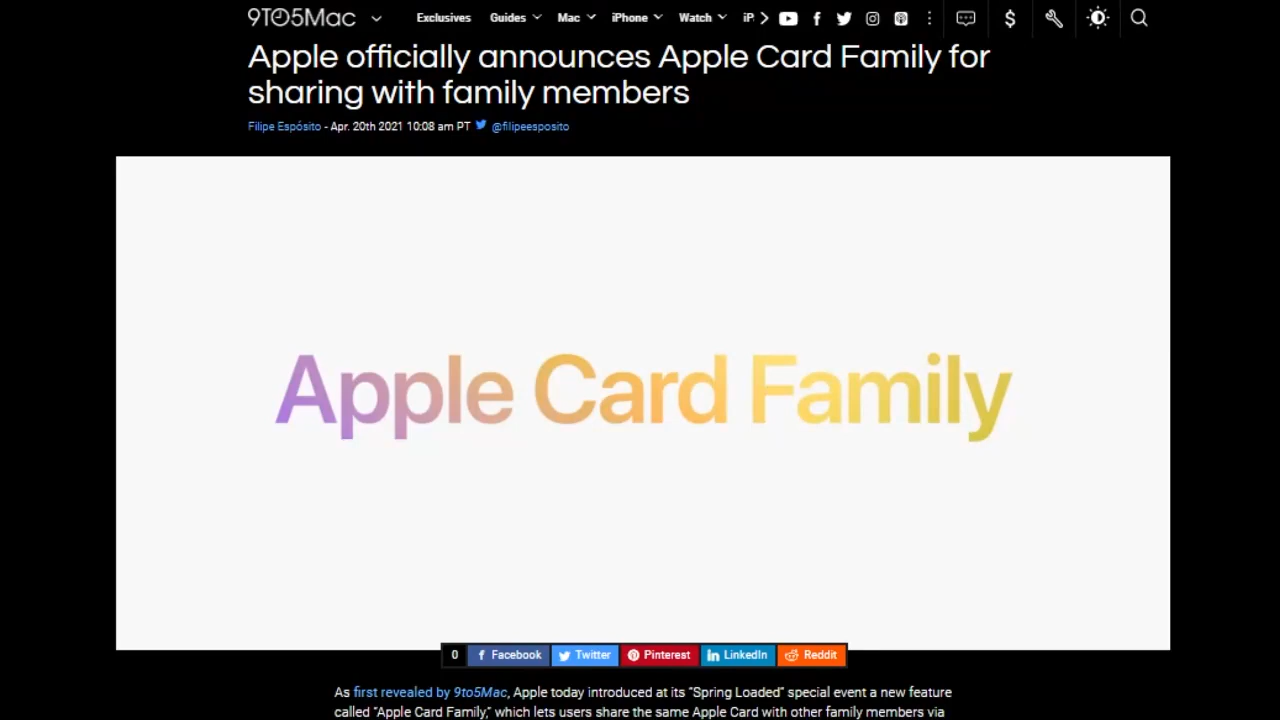 9TO5Mac Exclusives Guides Mac iPhone Watch iP
Apple officially announces Apple Card Family for
sharing with family members
Filipe Espósito - Apr. 20th 2021 10:08 am PT @filipeesposito
Apple Card Family
0 Facebook Twitter Pinterest LinkedIn Reddit
As first revealed by 9to5Mac, Apple today introduced at its “Spring Loaded” special event a new feature
called “Apple Card Family,” which lets users share the same Apple Card with other family members via